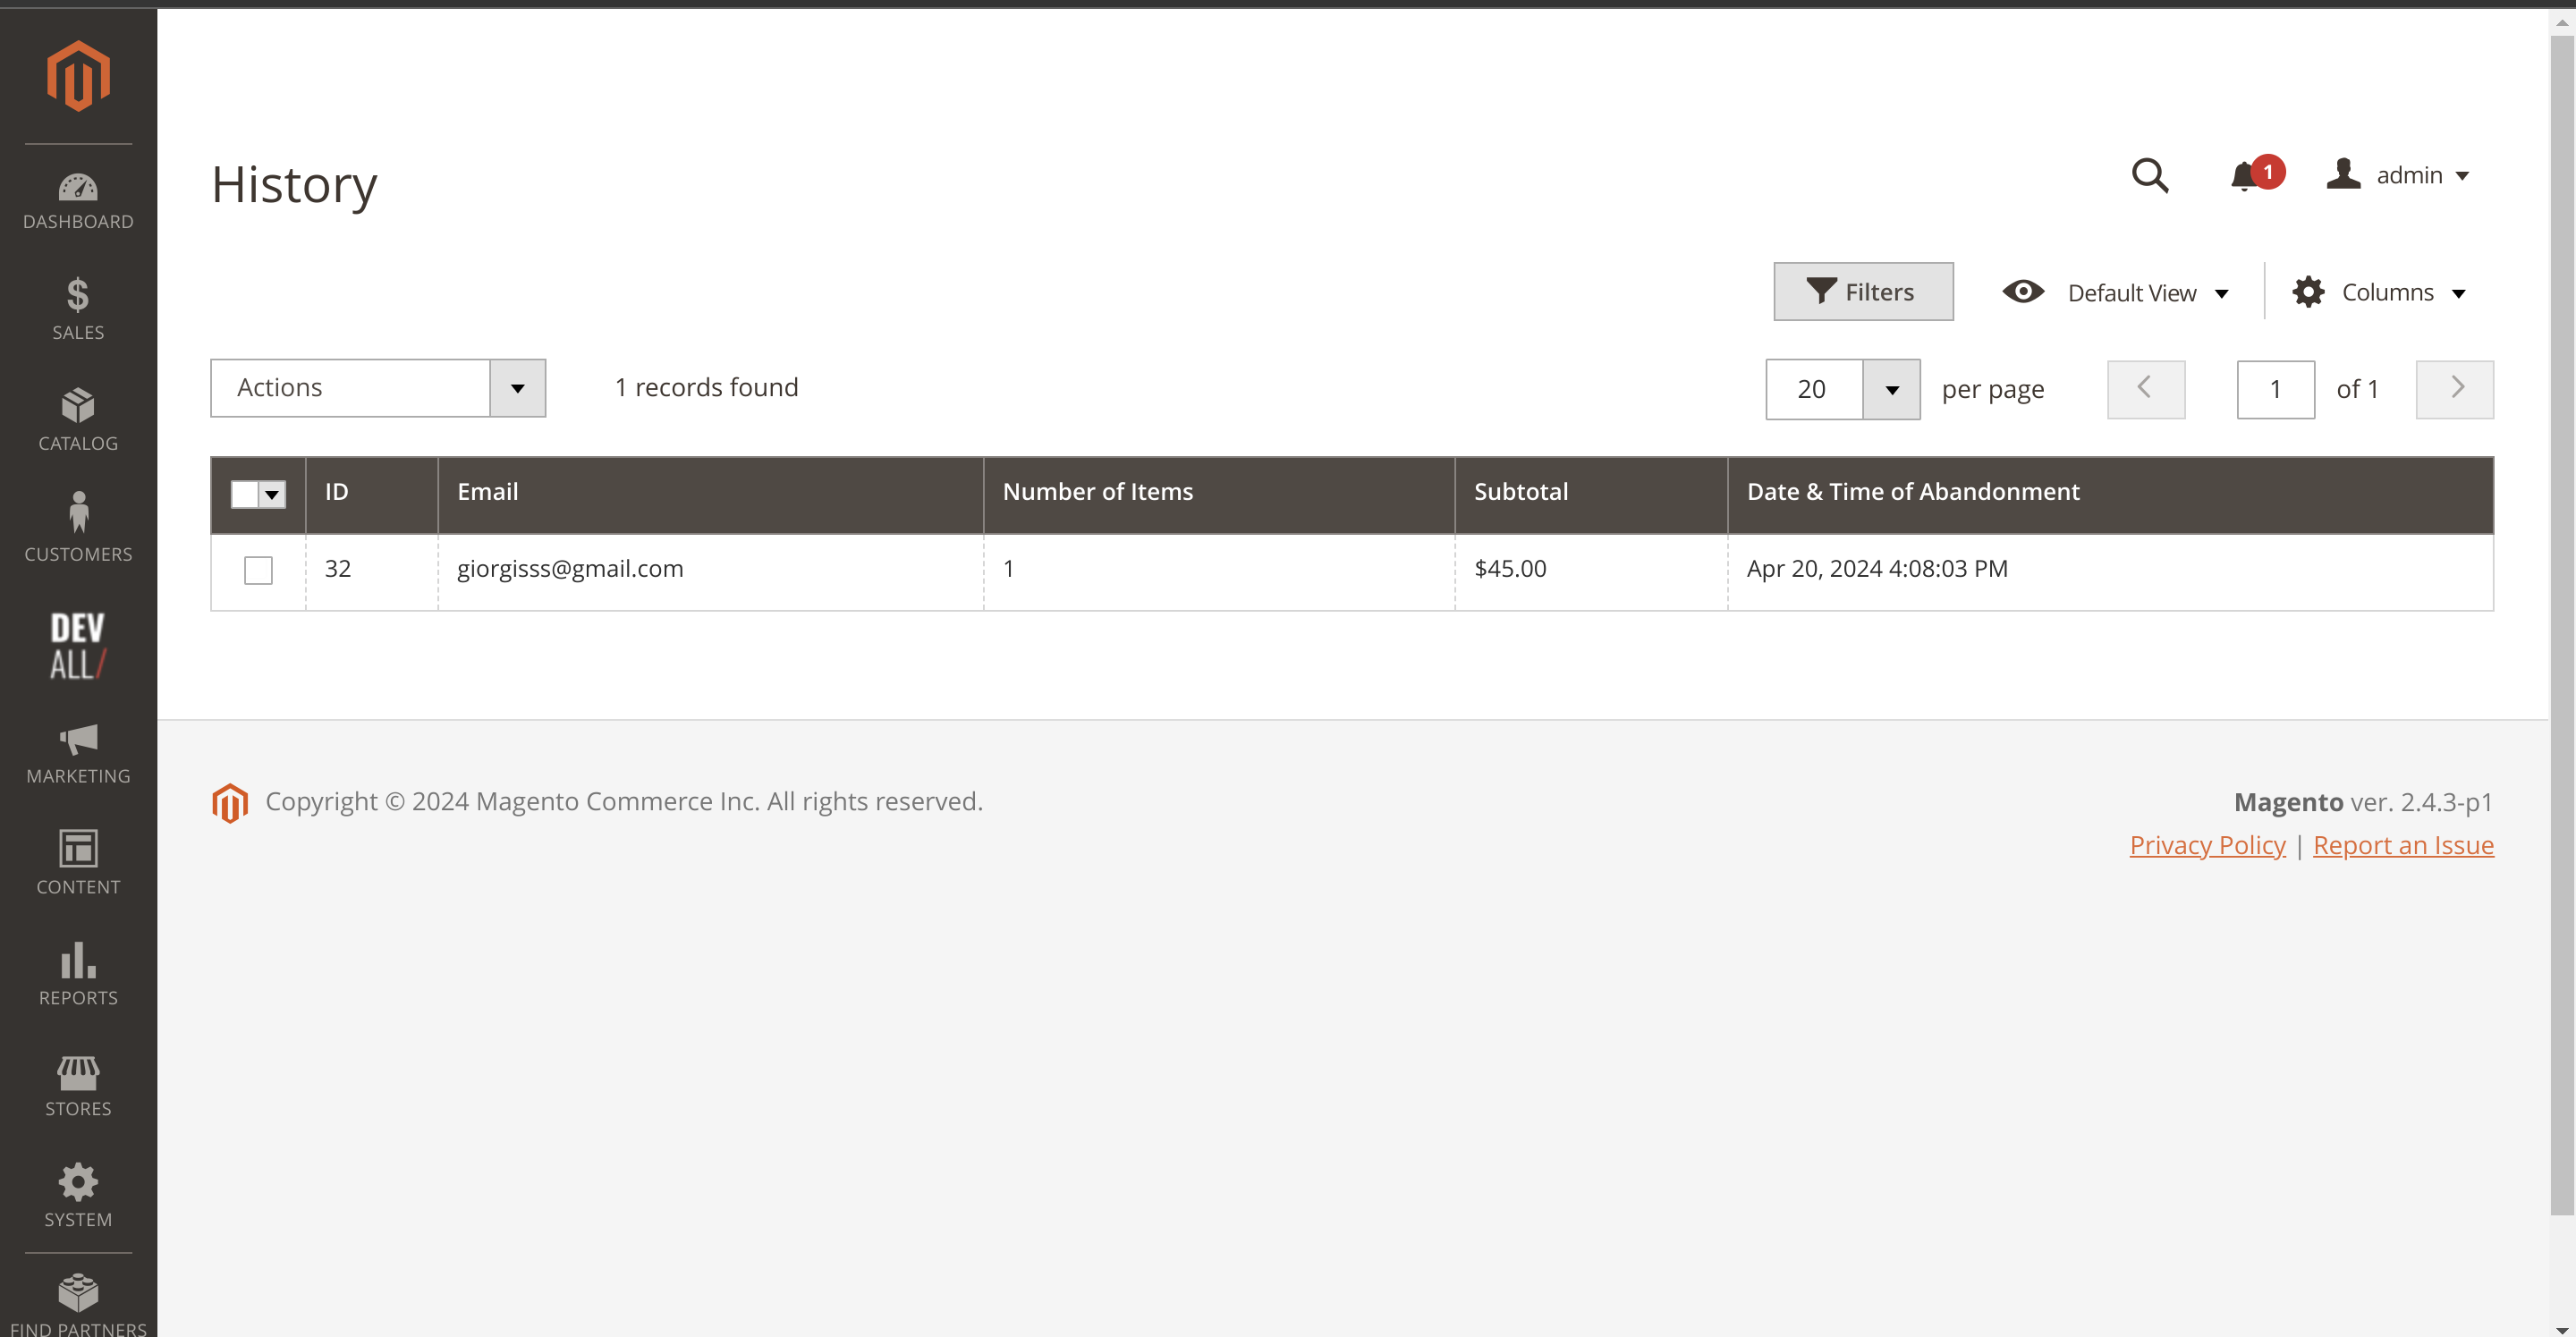 DASHBOARD
SALES
CATALOG
CUSTOMERS
DEV
ALL/
MARKETING
CONTENT
REPORTS
STORES
SYSTEM
FIND PARTNERS
History
1
admin
Filters
Default View
Columns
Actions
1 records found
20 per page
1 of 1
ID Email Number of Items Subtotal Date & Time of Abandonment
32 giorgisss@gmail.com 1 $45.00 Apr 20, 2024 4:08:03 PM
Copyright © 2024 Magento Commerce Inc. All rights reserved.
Magento ver. 2.4.3-p1
Privacy Policy | Report an Issue